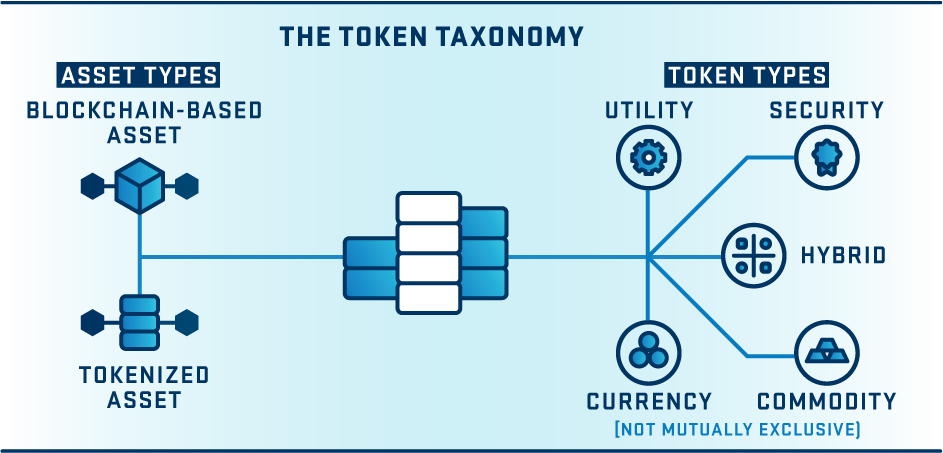 THE TOKEN TAXONOMY
ASSET TYPES
BLOCKCHAIN-BASED
ASSET
TOKENIZED
ASSET
TOKEN TYPES
UTILITY
SECURITY
HYBRID
CURRENCY
COMMODITY
[NOT MUTUALLY EXCLUSIVE]